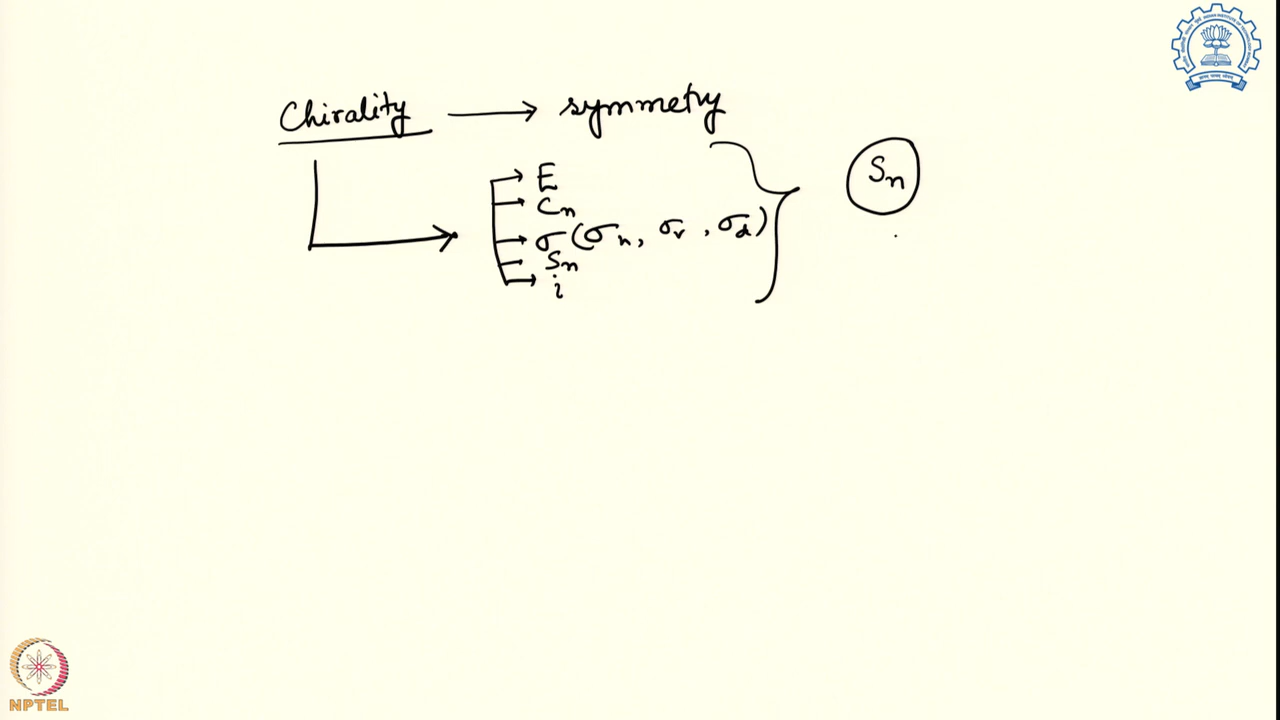 Chirality → symmetry
E
Cn
σ (σh, σv, σd)
Sn
i
Sn
NPTEL